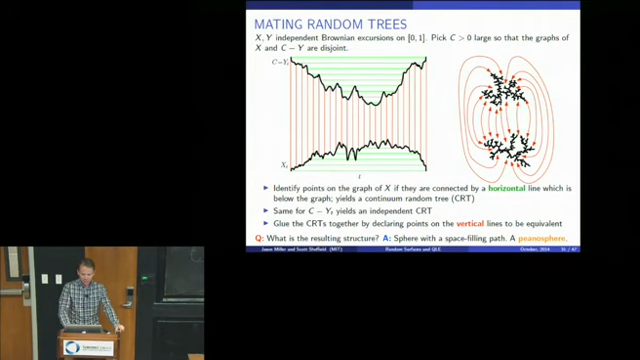 MATING RANDOM TREES
X, Y independent Brownian excursions on [0, 1]. Pick C > 0 large so that the graphs of
X and C − Y are disjoint.
C−Yₜ
Xₜ
t
Identify points on the graph of X if they are connected by a horizontal line which is
below the graph; yields a continuum random tree (CRT)
Same for C − Yₜ yields an independent CRT
Glue the CRTs together by declaring points on the vertical lines to be equivalent
Q: What is the resulting structure? A: Sphere with a space-filling path. A peanosphere.
Jason Miller and Scott Sheffield (MIT)
Random Surfaces and QLE
October, 2014